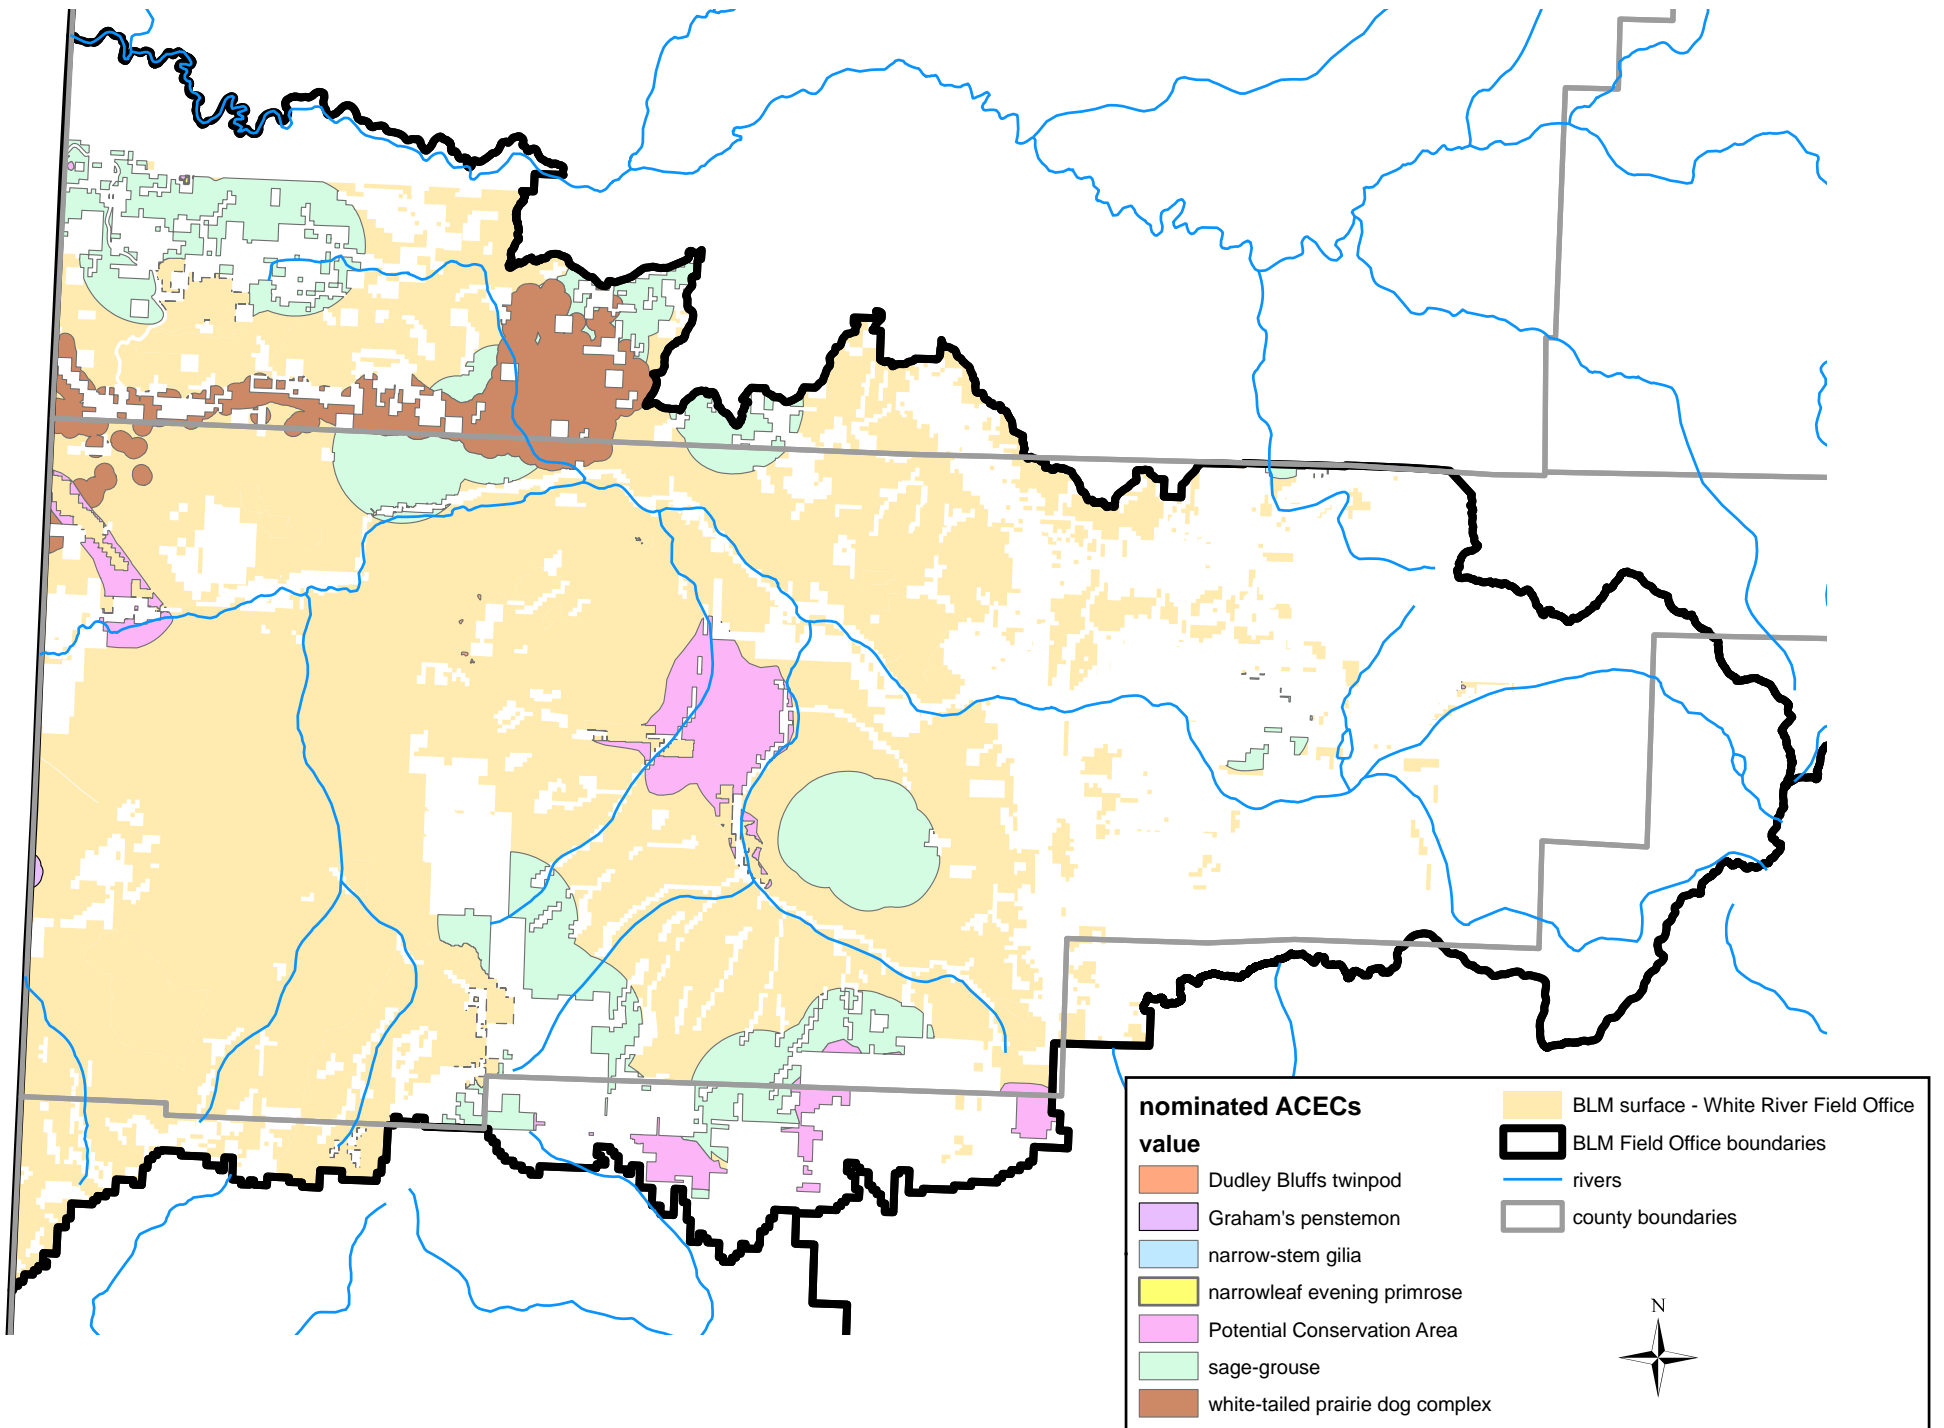 nominated ACECs
value
Dudley Bluffs twinpod
Graham's penstemon
narrow-stem gilia
narrowleaf evening primrose
Potential Conservation Area
sage-grouse
white-tailed prairie dog complex
BLM surface - White River Field Office
BLM Field Office boundaries
rivers
county boundaries
N